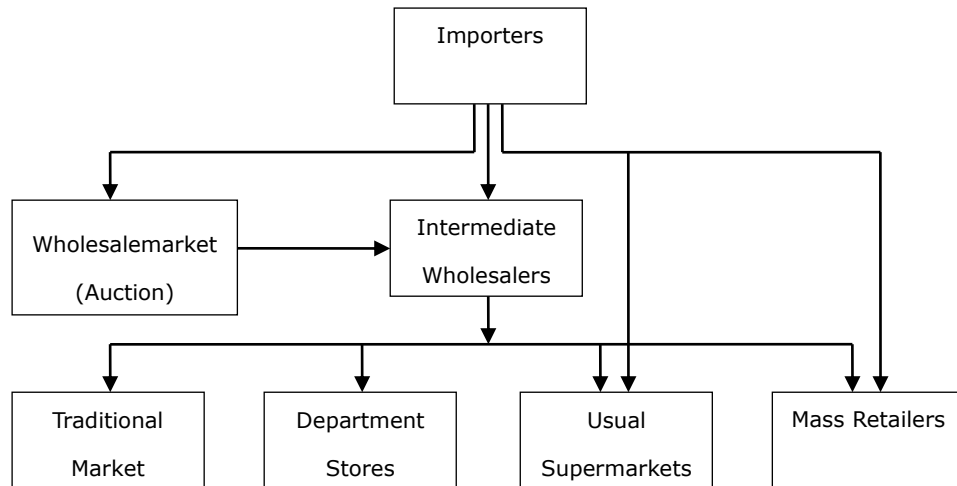 Importers
Wholesalemarket
(Auction)
Intermediate
Wholesalers
Traditional
Market
Department
Stores
Usual
Supermarkets
Mass Retailers